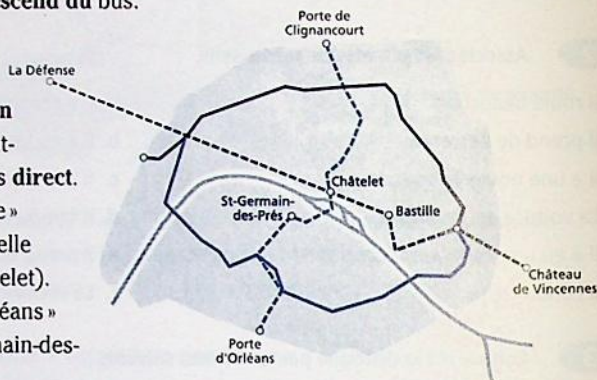 scend du bus.
n
t-
s direct.
e »
elle
elet).
éans »
main-des-
Porte de
Clignancourt
La Défense
Châtelet
St-Germain-
des-Prés
Bastille
Château
de Vincennes
Porte
d'Orléans